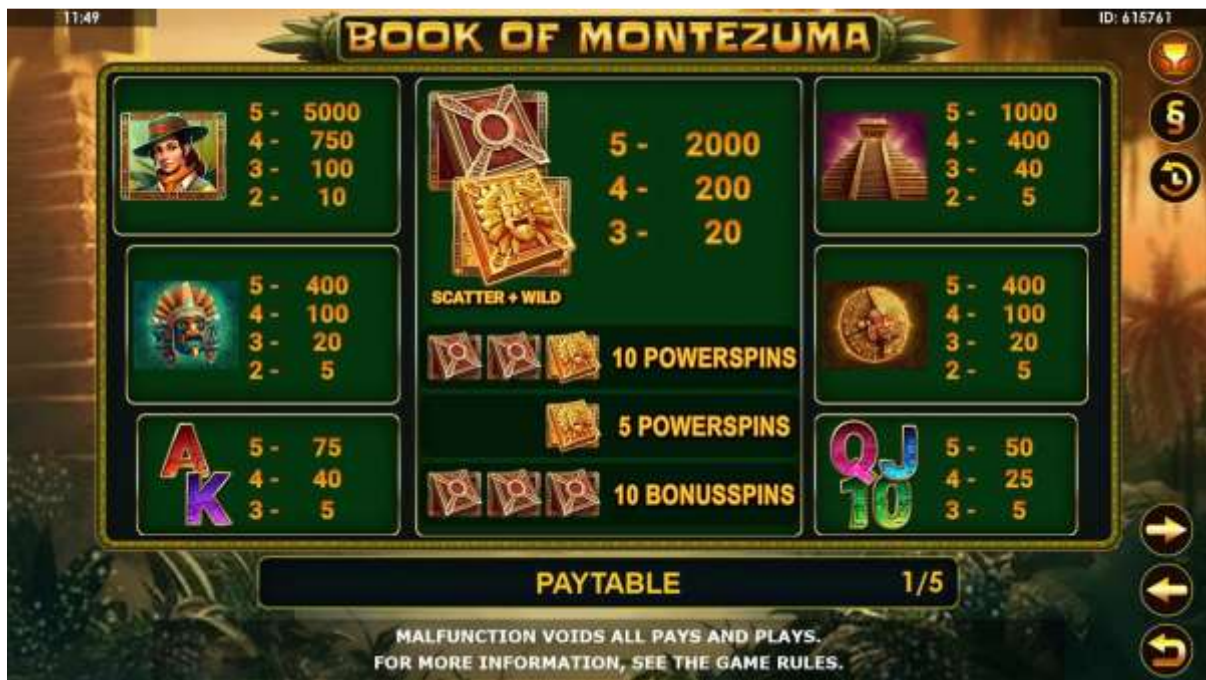 11:49
ID: 615761
BOOK OF MONTEZUMA
5 - 5000
4 - 750
3 - 100
2 - 10
5 - 2000
4 - 200
3 - 20
SCATTER + WILD
5 - 1000
4 - 400
3 - 40
2 - 5
5 - 400
4 - 100
3 - 20
2 - 5
10 POWERSPINS
5 POWERSPINS
10 BONUSSPINS
5 - 400
4 - 100
3 - 20
2 - 5
A
K
5 - 75
4 - 40
3 - 5
QJ
10
5 - 50
4 - 25
3 - 5
§
PAYTABLE 1/5
MALFUNCTION VOIDS ALL PAYS AND PLAYS.
FOR MORE INFORMATION, SEE THE GAME RULES.